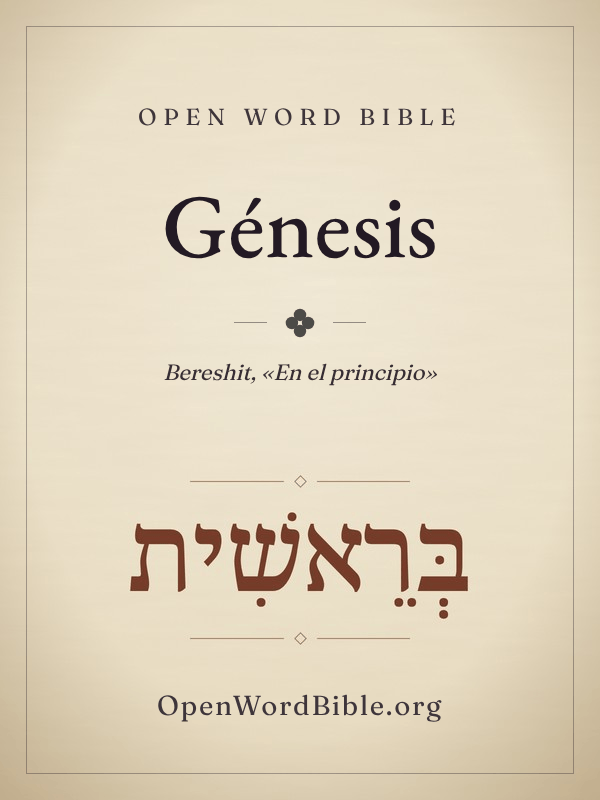 OPEN WORD BIBLE
Génesis
Bereshit, «En el principio»
בְּרֵאשִׁית
OpenWordBible.org